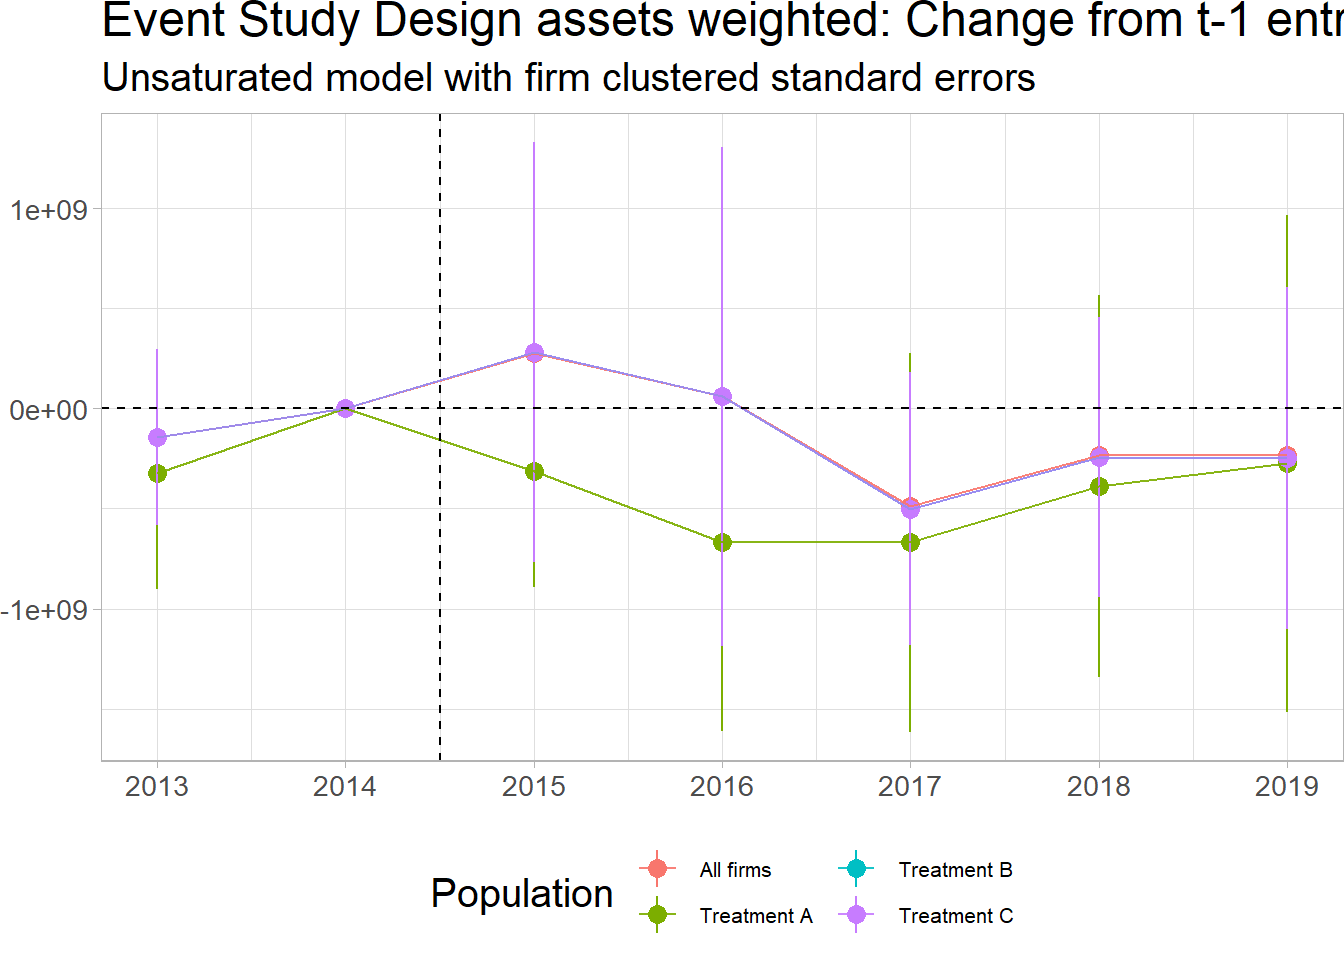 Event Study Design assets weighted: Change from t-1
Unsaturated model with firm clustered standard errors
1e+09
0e+00
-1e+09
2013 2014 2015 2016 2017 2018 2019
Population
All firms Treatment B
Treatment A Treatment C